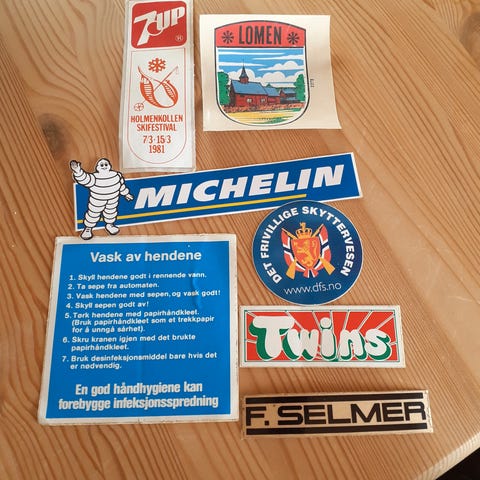 7UP
®
HOLMENKOLLEN
SKIFESTIVAL
7/3-15/3
1981
LOMEN
MICHELIN
DET FRIVILLIGE SKYTTERVESEN
www.dfs.no
Vask av hendene
1. Skyll hendene godt i rennende vann.
2. Ta sepe fra automaten.
3. Vask hendene med sepen, og vask godt!
4. Skyll sepen godt av!
5. Tørk hendene med papirhåndkleet.
(Bruk papirhåndkleet som et trekkpapir
for å unngå sårhet).
6. Skru kranen igjen med det brukte
papirhåndkleet.
7. Bruk desinfeksjonsmiddel bare hvis det
er nødvendig.
En god håndhygiene kan
forebygge infeksjonsspredning
Twins
F. SELMER